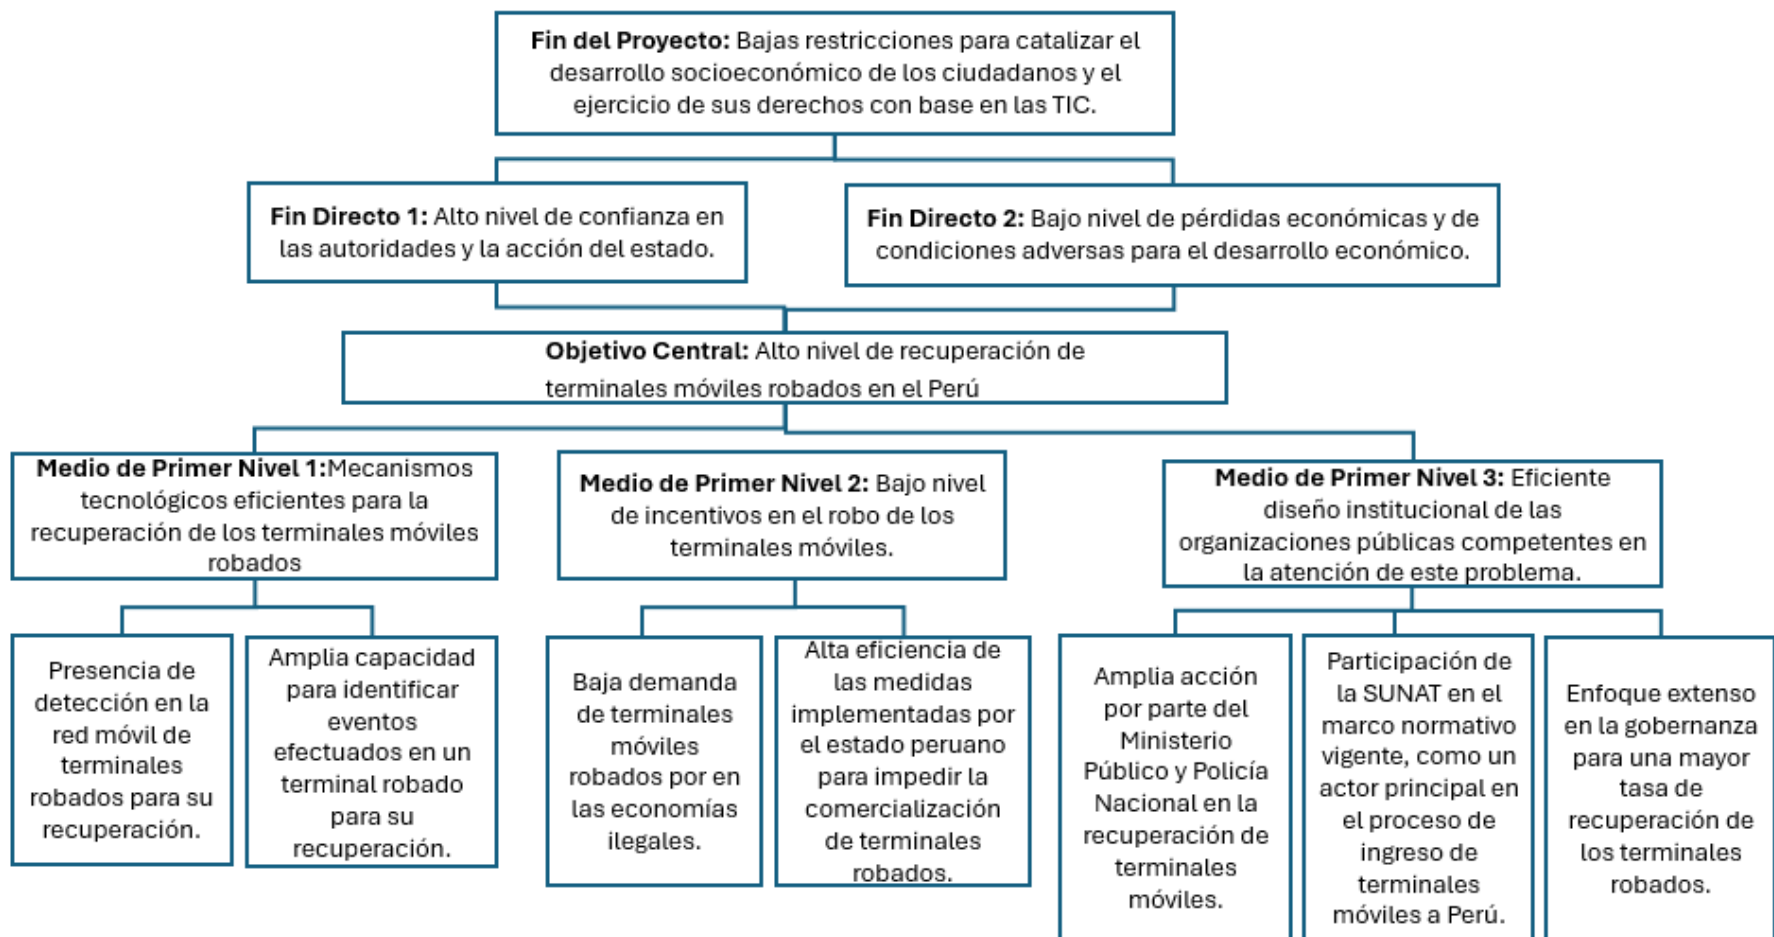 Fin del Proyecto: Bajas restricciones para catalizar el
desarrollo socioeconómico de los ciudadanos y el
ejercicio de sus derechos con base en las TIC.
Fin Directo 1: Alto nivel de confianza en
las autoridades y la acción del estado.
Fin Directo 2: Bajo nivel de pérdidas económicas y de
condiciones adversas para el desarrollo económico.
Objetivo Central: Alto nivel de recuperación de
terminales móviles robados en el Perú
Medio de Primer Nivel 1:Mecanismos
tecnológicos eficientes para la
recuperación de los terminales móviles
robados
Medio de Primer Nivel 2: Bajo nivel
de incentivos en el robo de los
terminales móviles.
Medio de Primer Nivel 3: Eficiente
diseño institucional de las
organizaciones públicas competentes en
la atención de este problema.
Presencia de
detección en la
red móvil de
terminales
robados para su
recuperación.
Amplia capacidad
para identificar
eventos
efectuados en un
terminal robado
para su
recuperación.
Baja demanda
de terminales
móviles
robados por en
las economías
ilegales.
Alta eficiencia de
las medidas
implementadas por
el estado peruano
para impedir la
comercialización
de terminales
robados.
Amplia acción
por parte del
Ministerio
Público y Policía
Nacional en la
recuperación de
terminales
móviles.
Participación de
la SUNAT en el
marco normativo
vigente, como un
actor principal en
el proceso de
ingreso de
terminales
móviles a Perú.
Enfoque extenso
en la gobernanza
para una mayor
tasa de
recuperación de
los terminales
robados.